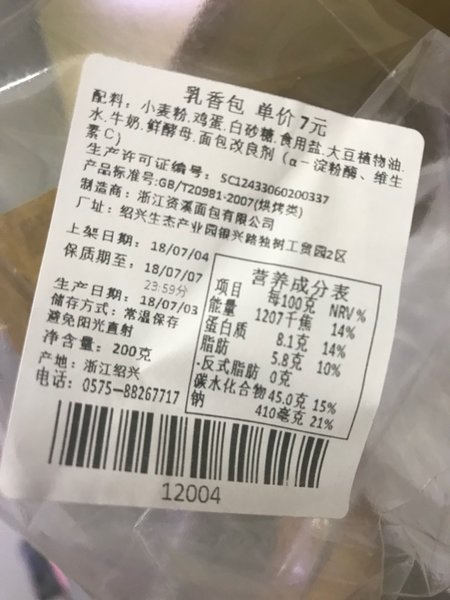 乳香包 单价 7元
配料：小麦粉.鸡蛋.白砂糖.食用盐.大豆植物油.
水.牛奶.鲜酵母.面包改良剂（α－淀粉酶、维生
素C）
生产许可证编号：SC12433060200337
产品标准号:GB/T20981-2007(烘烤类)
制造商：浙江资溪面包有限公司
厂址：绍兴生态产业园银兴路独树工贸园2区
上架日期：18/07/04
保质期至：18/07/07
23:59分
生产日期：18/07/03
储存方式：常温保存
避免阳光直射
净含量：200克
产地：浙江绍兴
电话：0575—88267717
营养成分表
项目 每100克 NRV%
能量 1207千焦 14%
蛋白质 8.1克 14%
脂肪 5.8克 10%
-反式脂肪 0克
碳水化合物 45.0克 15%
钠 410毫克 21%
12004